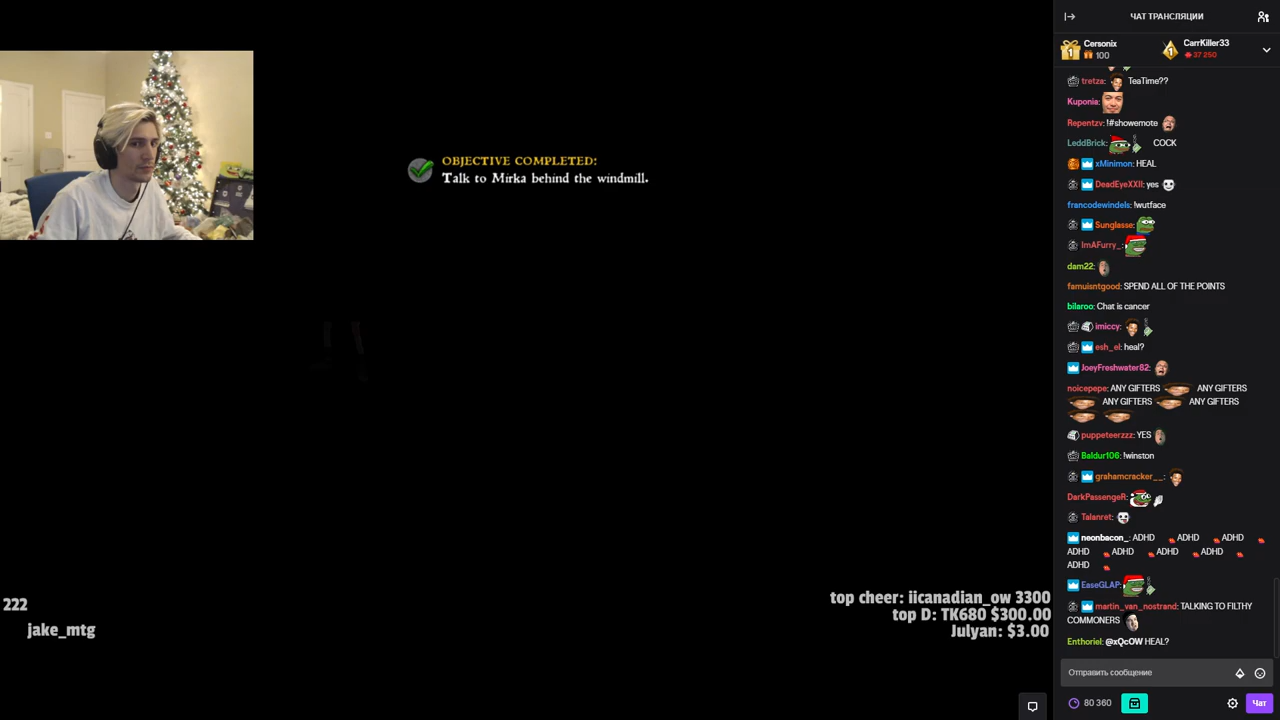 OBJECTIVE COMPLETED:
Talk to Mirka behind the windmill.
222
jake_mtg
top cheer: iicanadian_ow 3300
top D: TK680 $300.00
Julyan: $3.00
ЧАТ ТРАНСЛЯЦИИ
Cersonix
100
CarrKiller33
37 250
tretza: TeaTime??
Kuponia:
Repentzv: !#showemote
LeddBrick: COCK
xMinimon: HEAL
DeadEyeXXII: yes
francodewindels: !wutface
Sunglasse:
ImAFurry_:
dam22:
famuisntgood: SPEND ALL OF THE POINTS
bilaroo: Chat is cancer
imiccy:
esh_el: heal?
JoeyFreshwater82:
noicepepe: ANY GIFTERS ANY GIFTERS
ANY GIFTERS ANY GIFTERS
puppeteerzzz: YES
Baldur106: !winston
grahamcracker__:
DarkPassengeR:
Talanret:
neonbacon_: ADHD ADHD ADHD
ADHD ADHD ADHD ADHD
ADHD
EaseGLAP:
martin_van_nostrand: TALKING TO FILTHY
COMMONERS
Enthoriel: @xQcOW HEAL?
Отправить сообщение
80 360
Чат